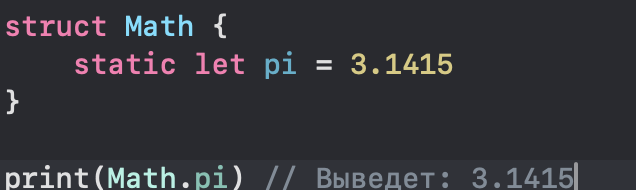 struct Math {
    static let pi = 3.1415
}
print(Math.pi) // Выведет: 3.1415